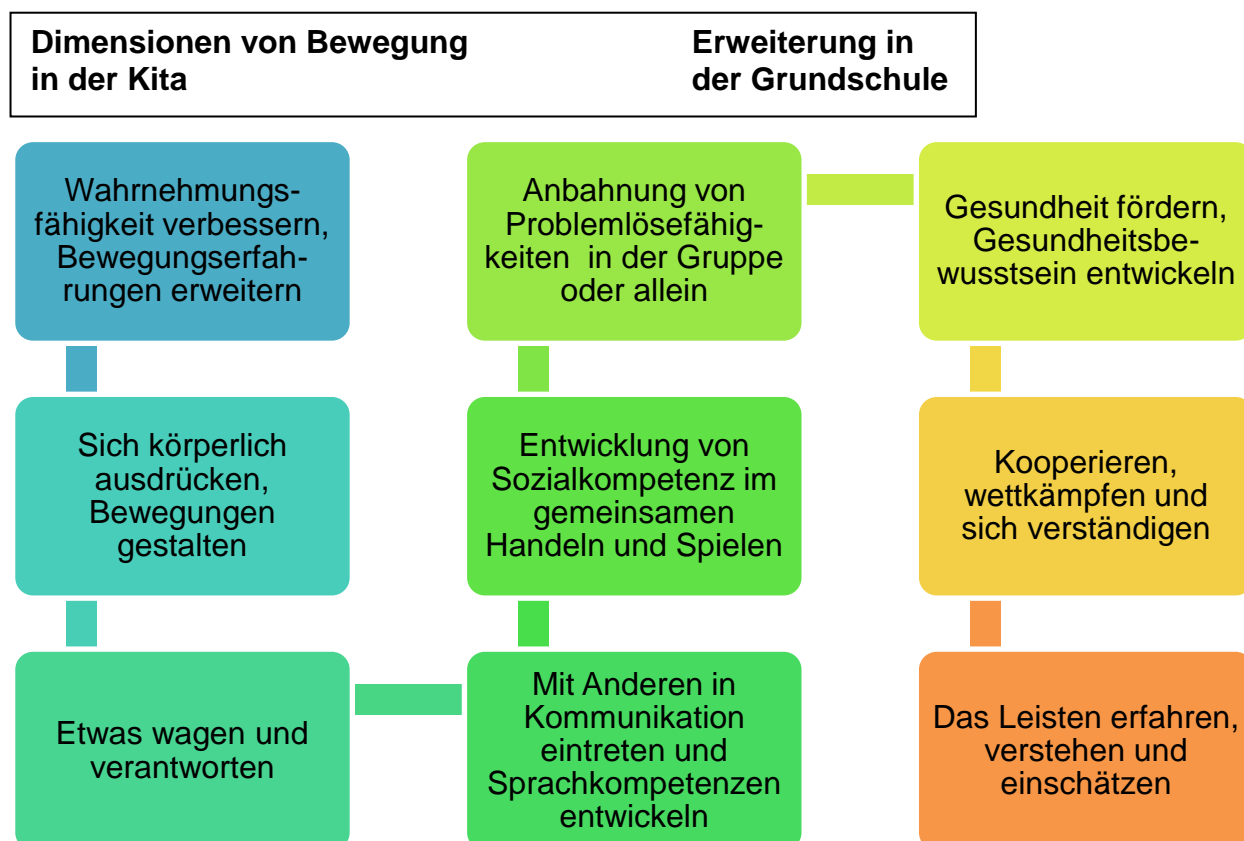 Dimensionen von Bewegung
in der Kita
Erweiterung in
der Grundschule
Wahrnehmungs-
fähigkeit verbessern,
Bewegungserfah-
rungen erweitern
Sich körperlich
ausdrücken,
Bewegungen
gestalten
Etwas wagen und
verantworten
Mit Anderen in
Kommunikation
eintreten und
Sprachkompetenzen
entwickeln
Entwicklung von
Sozialkompetenz im
gemeinsamen
Handeln und Spielen
Anbahnung von
Problemlösefähig-
keiten in der Gruppe
oder allein
Gesundheit fördern,
Gesundheitsbe-
wusstsein entwickeln
Kooperieren,
wettkämpfen und
sich verständigen
Das Leisten erfahren,
verstehen und
einschätzen